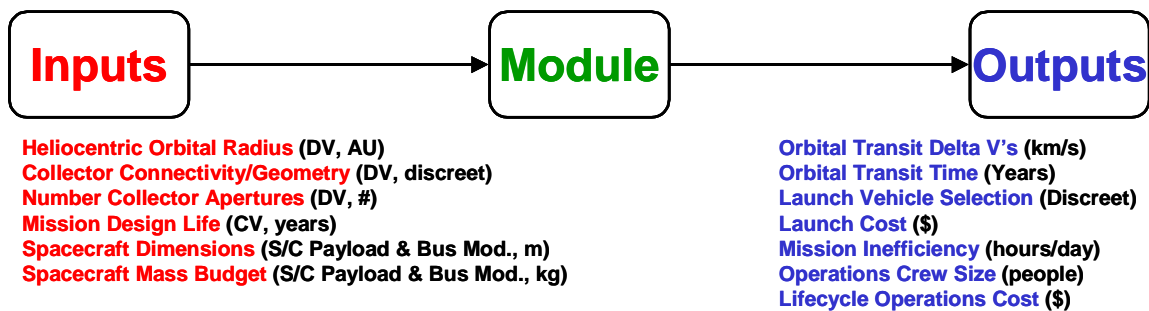 Inputs
Module
Outputs
Heliocentric Orbital Radius (DV, AU)
Collector Connectivity/Geometry (DV, discreet)
Number Collector Apertures (DV, #)
Mission Design Life (CV, years)
Spacecraft Dimensions (S/C Payload & Bus Mod., m)
Spacecraft Mass Budget (S/C Payload & Bus Mod., kg)
Orbital Transit Delta V's (km/s)
Orbital Transit Time (Years)
Launch Vehicle Selection (Discreet)
Launch Cost ($)
Mission Inefficiency (hours/day)
Operations Crew Size (people)
Lifecycle Operations Cost ($)